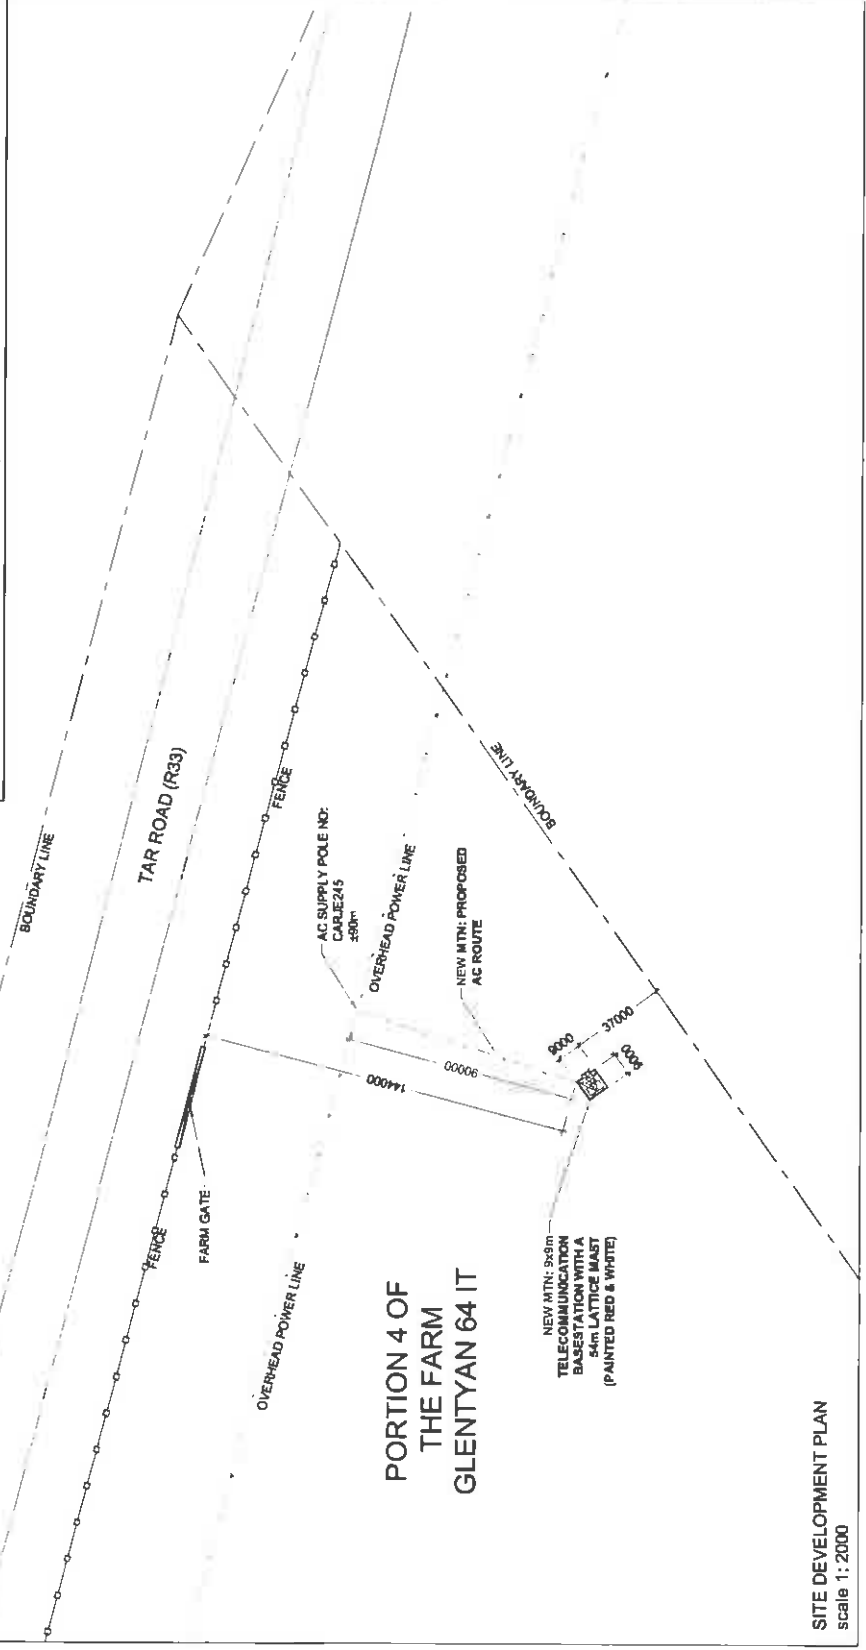 BOUNDARY LINE
TAR ROAD (R33)
FENCE
AC SUPPLY POLE NO:
CARJE245
±90m
OVERHEAD POWER LINE
NEW MTN: PROPOSED
AC ROUTE
BOUNDARY LINE
FARM GATE
FENCE
144000
90000
9000
37000
9000
OVERHEAD POWER LINE
PORTION 4 OF
THE FARM
GLENTYAN 64 IT
NEW MTN: 9x9m
TELECOMMUNICATION
BASESTATION WITH A
54m LATTICE MAST
(PAINTED RED & WHITE)
SITE DEVELOPMENT PLAN
scale 1: 2000